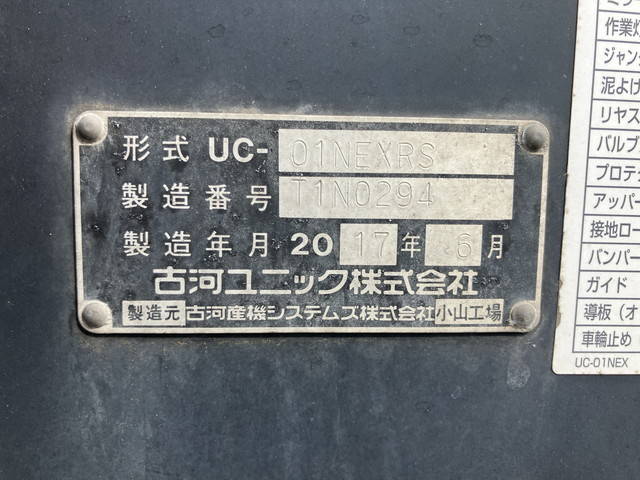 形式 UC- 01NEXRS
製造番号 T1N0294
製造年月 2017年 6月
古河ユニック株式会社
製造元 古河産機システムズ株式会社 小山工場
作業灯
ジャンク
泥よけ
リヤス
バルブ
プロテク
アッパー
接地ロー
バンパー
ガイド
導板（オ
車輪止め（
UC-01NEX